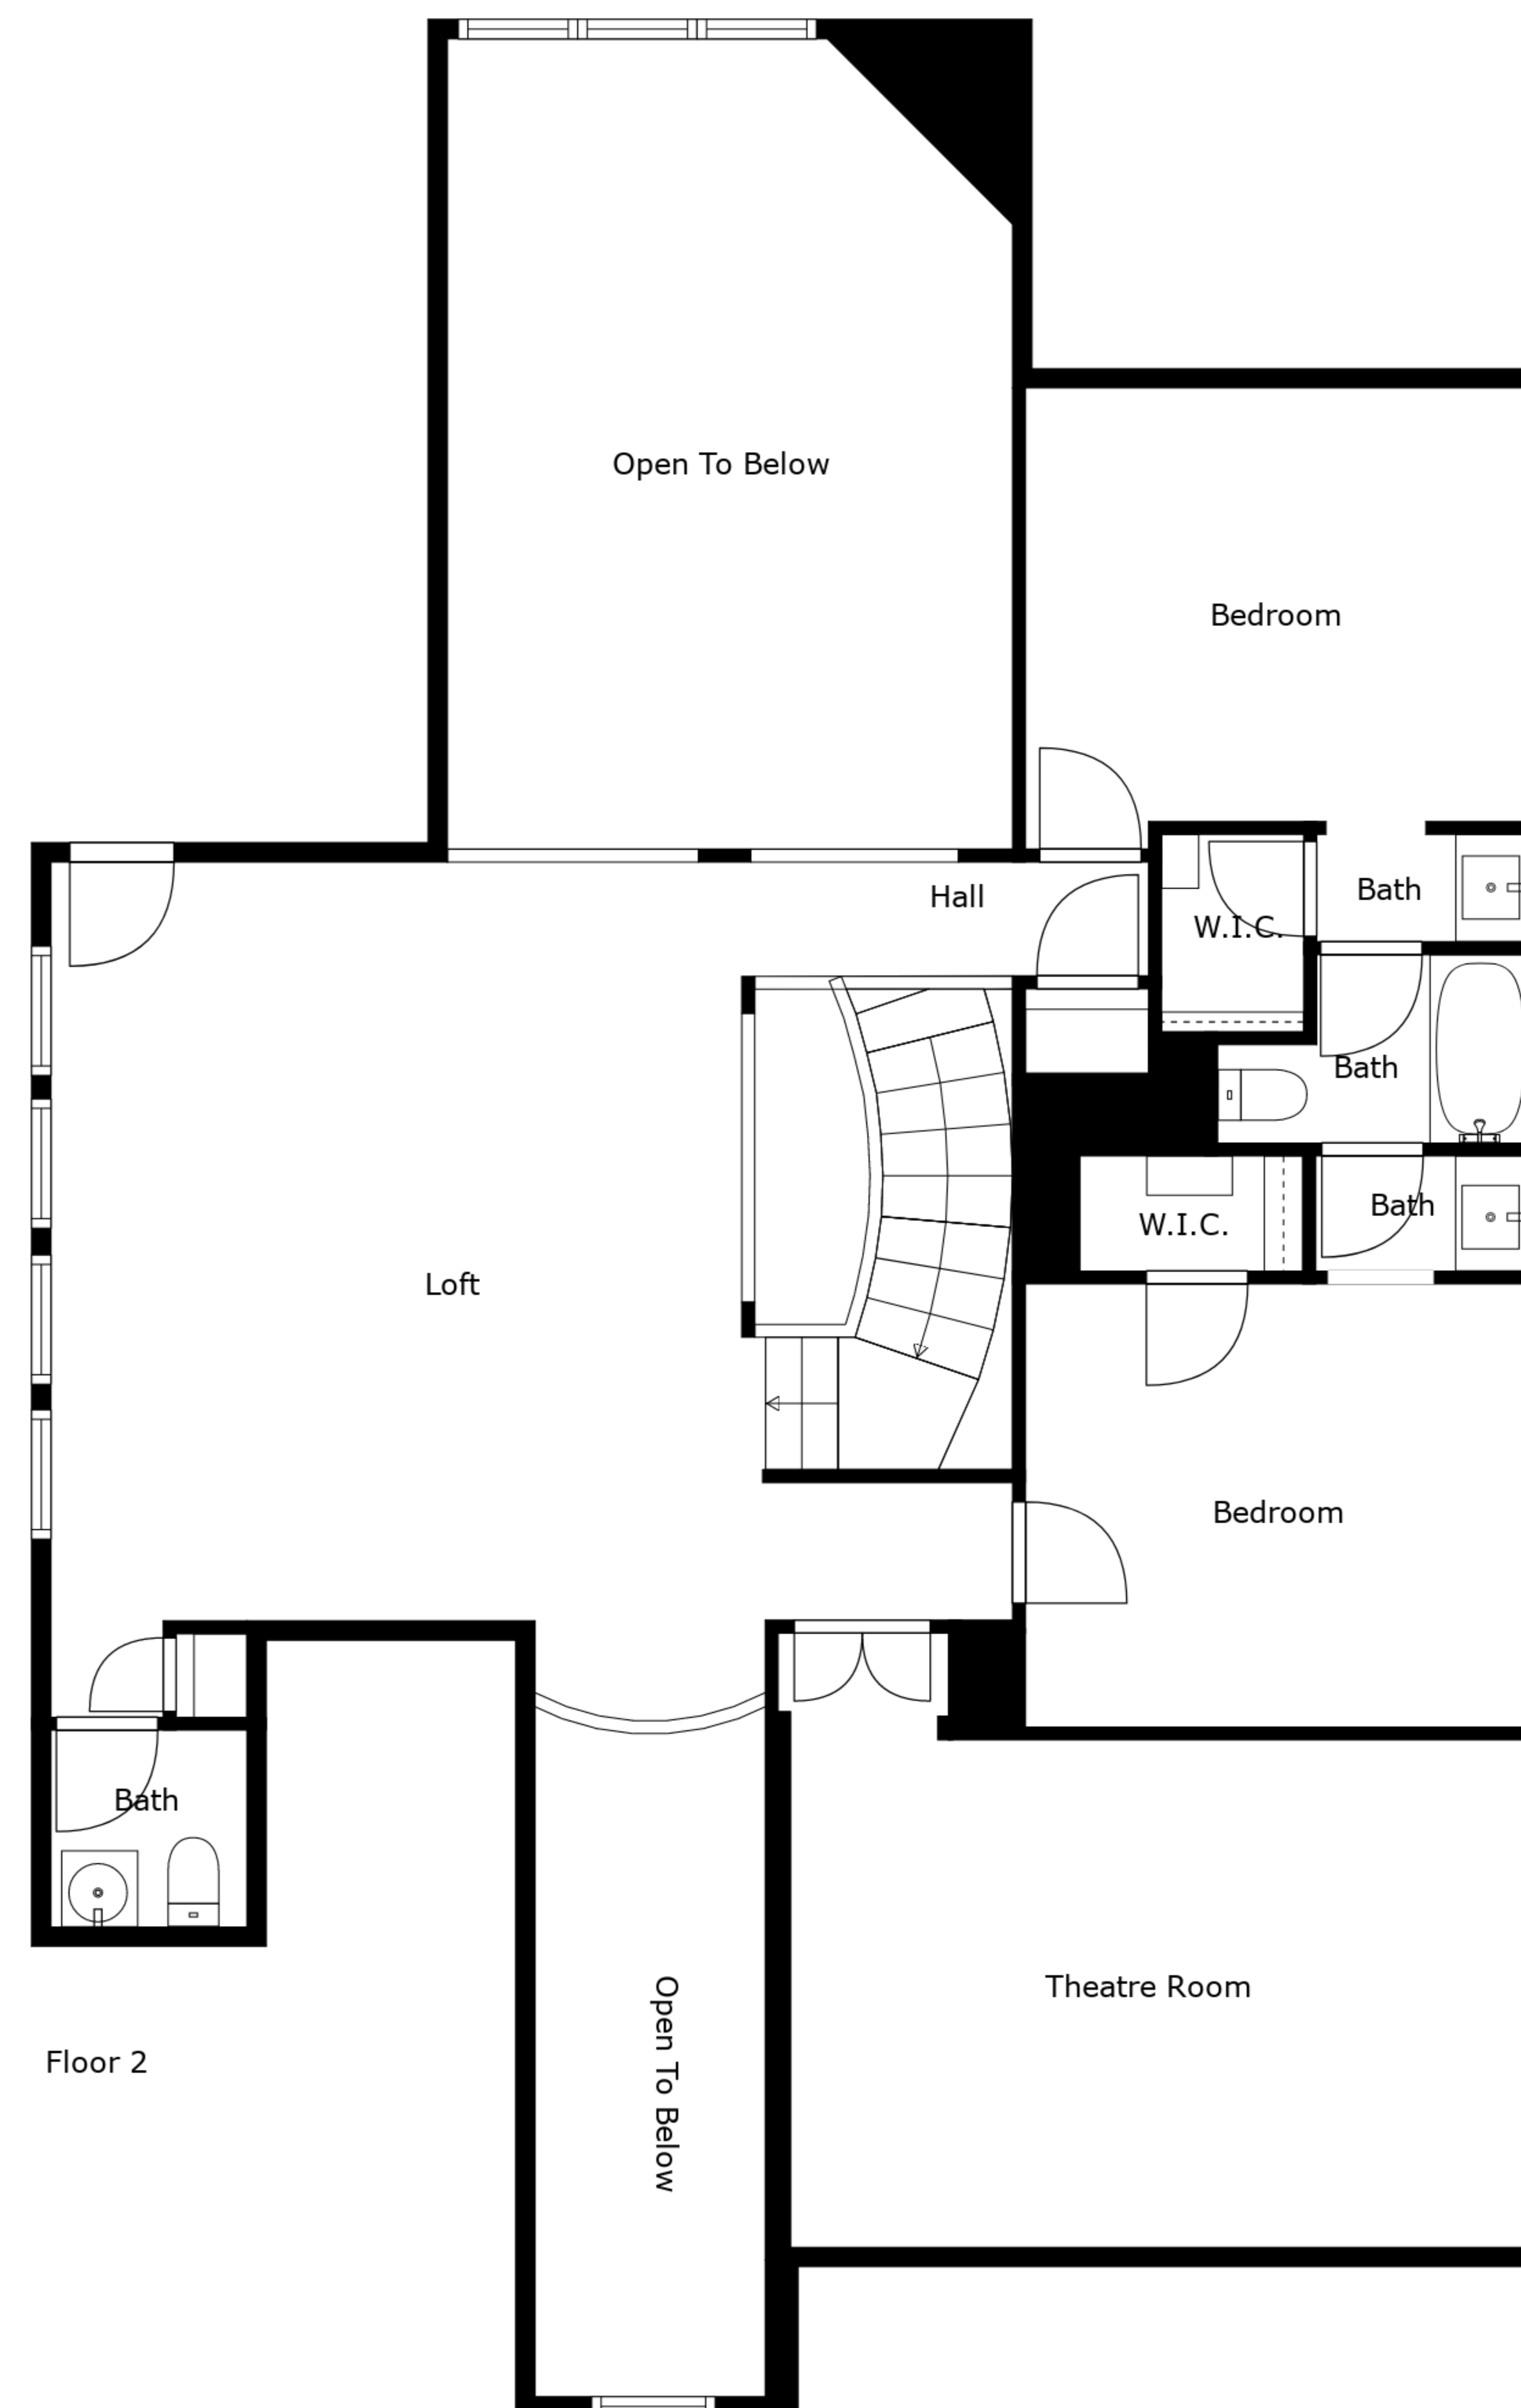 Open To Below
Bedroom
Hall
Bath
W.I.C.
Bath
Bath
W.I.C.
Loft
Bedroom
Bath
Theatre Room
Open To Below
Floor 2